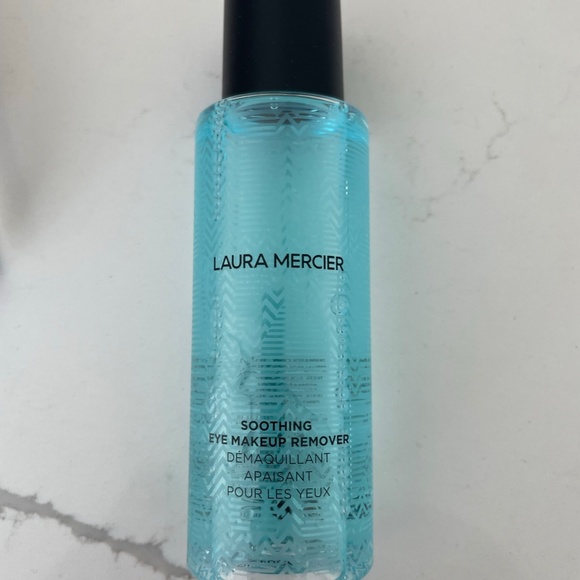 LAURA MERCIER
SOOTHING
EYE MAKEUP REMOVER
DÉMAQUILLANT
APAISANT
POUR LES YEUX